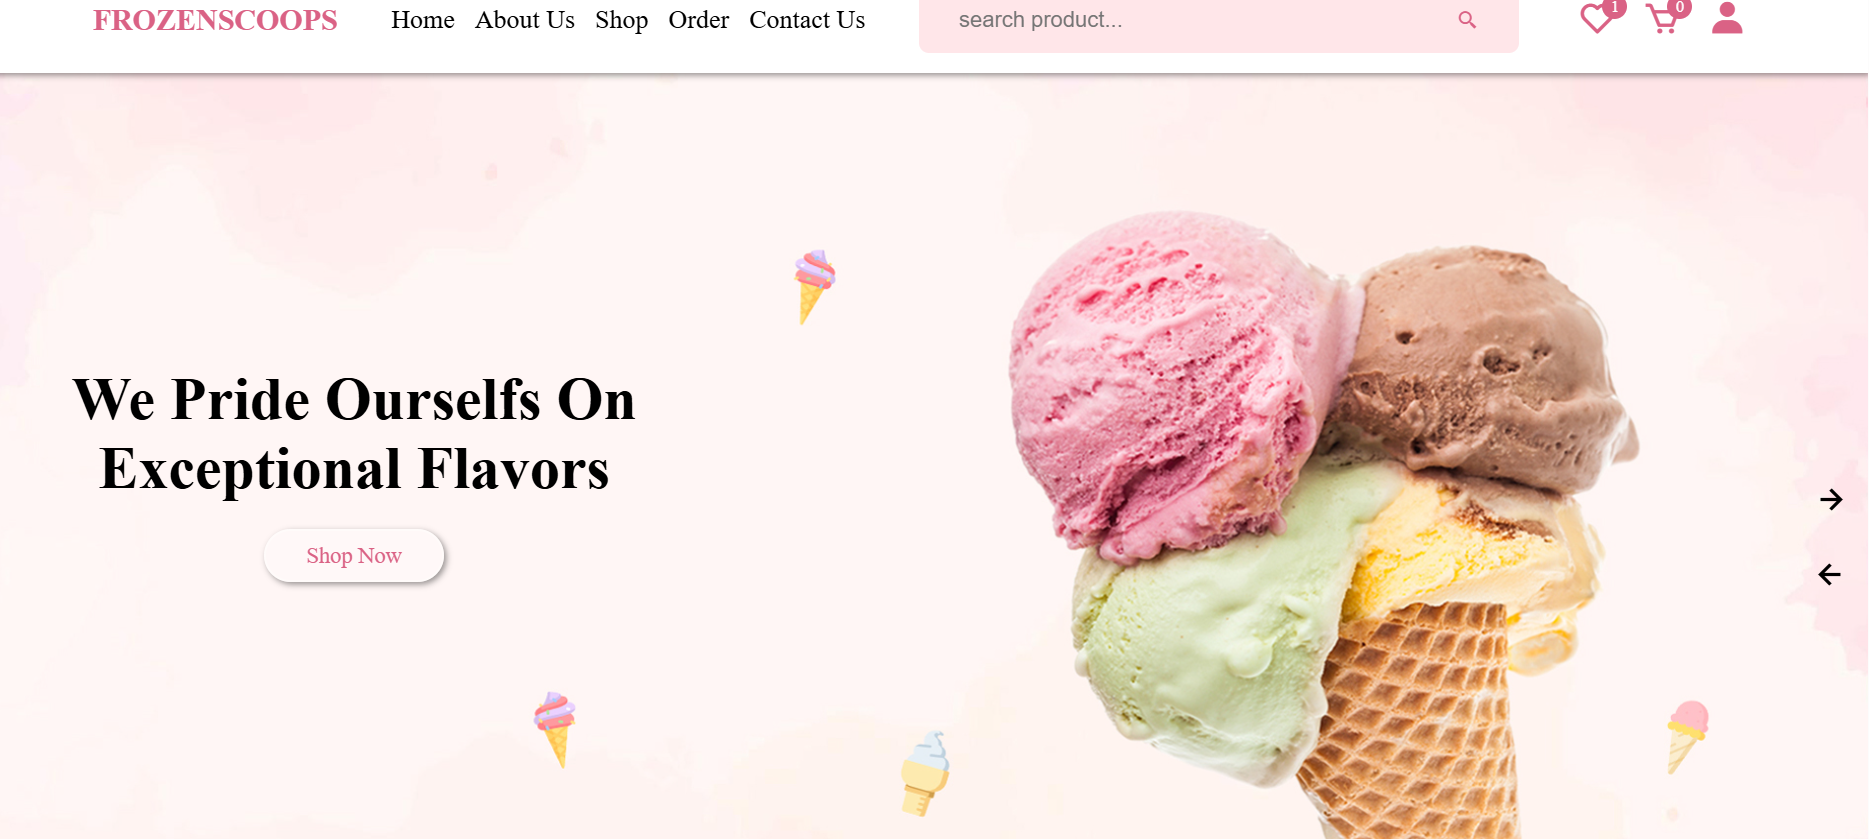 FROZENSCOOPS
Home About Us Shop Order Contact Us
search product...
1
0
We Pride Ourselfs On
Exceptional Flavors
Shop Now